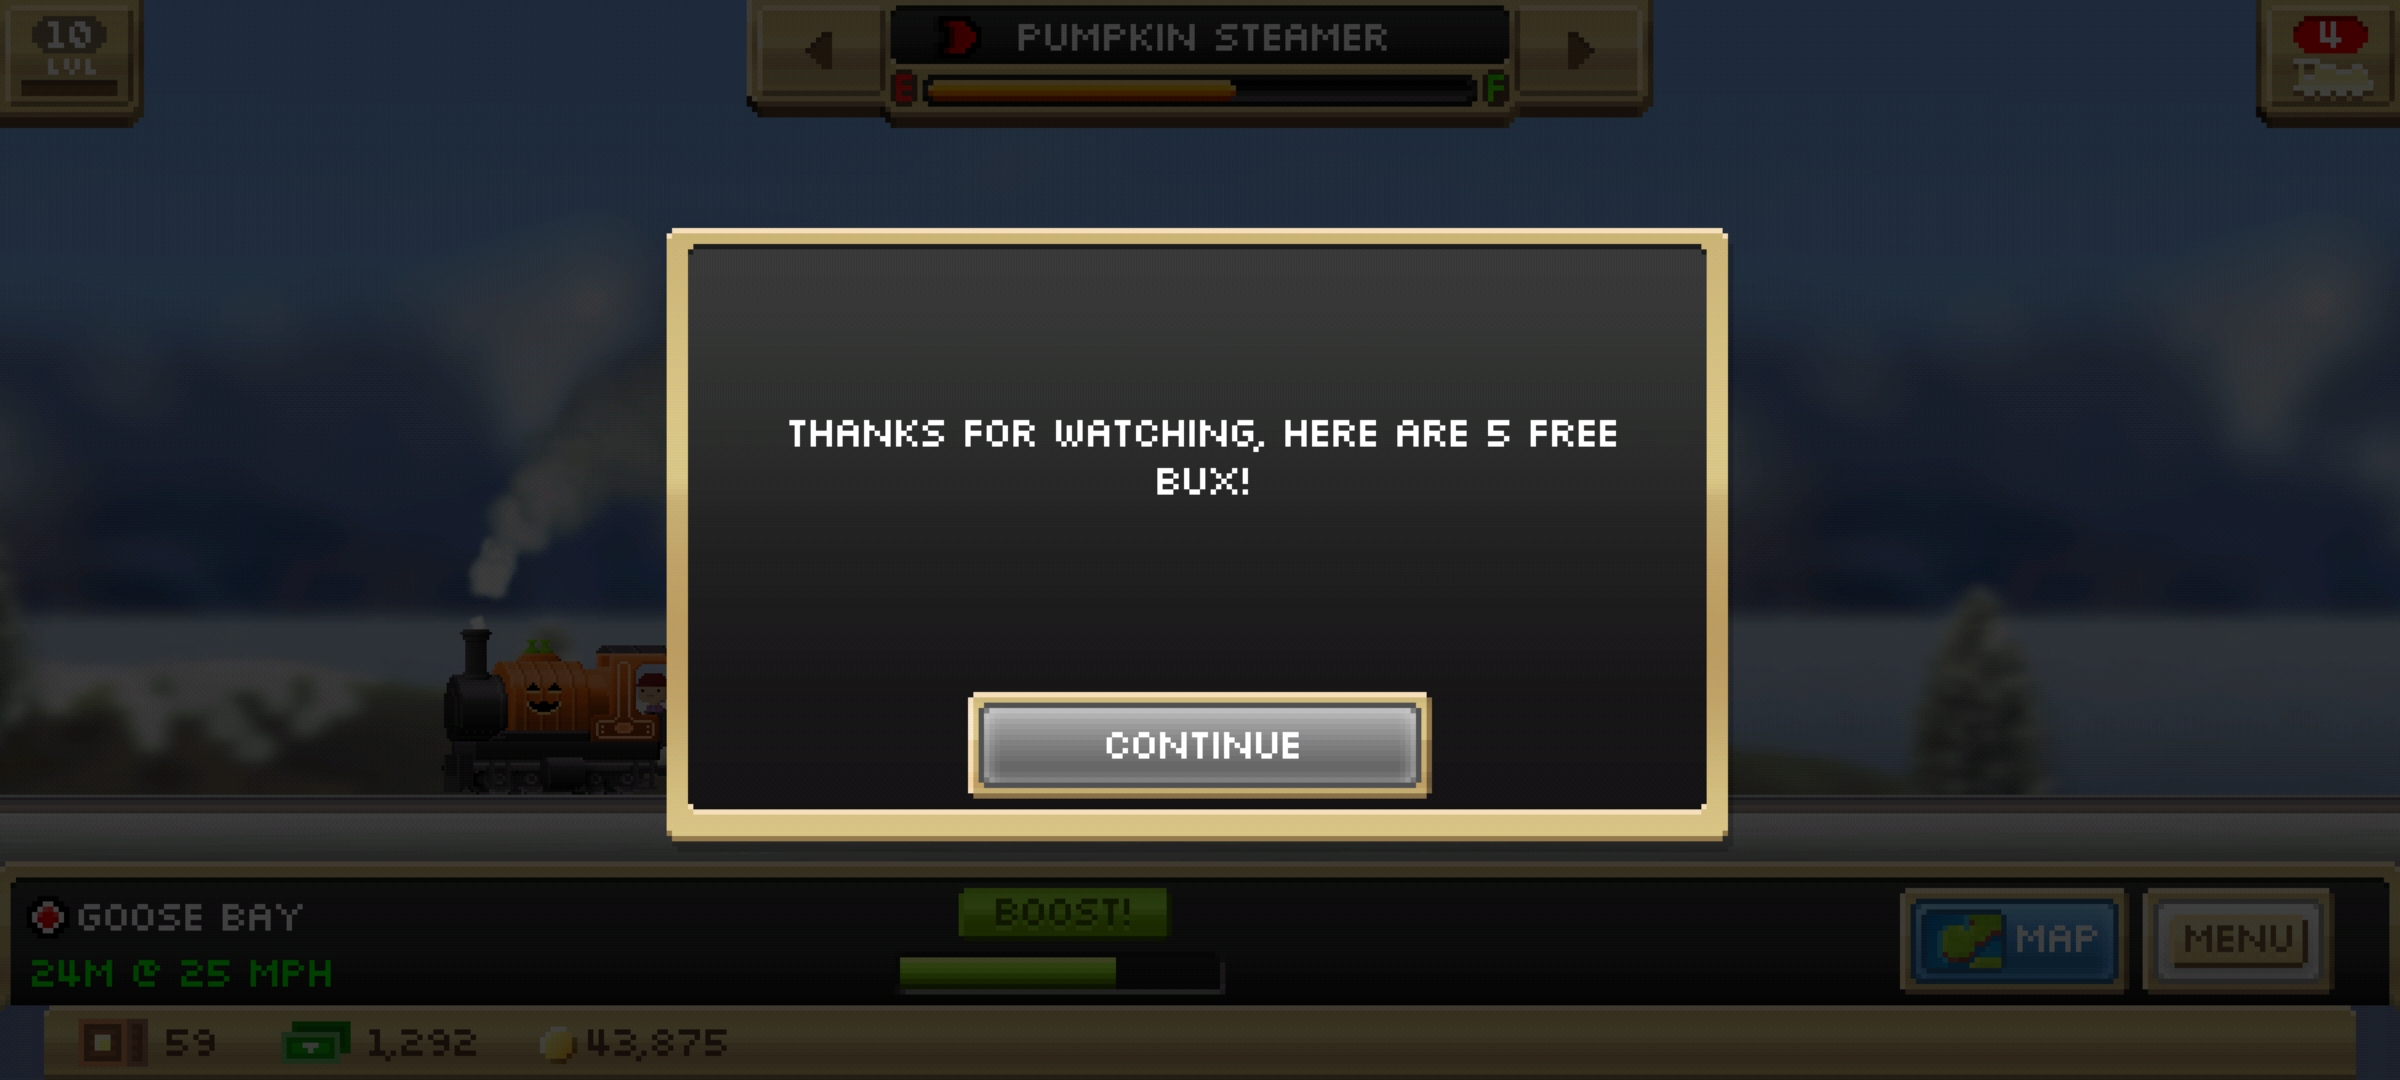 10
LVL
PUMPKIN STEAMER
E F
4
THANKS FOR WATCHING, HERE ARE 5 FREE
BUX!
CONTINUE
GOOSE BAY
24M @ 25 MPH
BOOST!
MAP
MENU
59 1,292 43,875